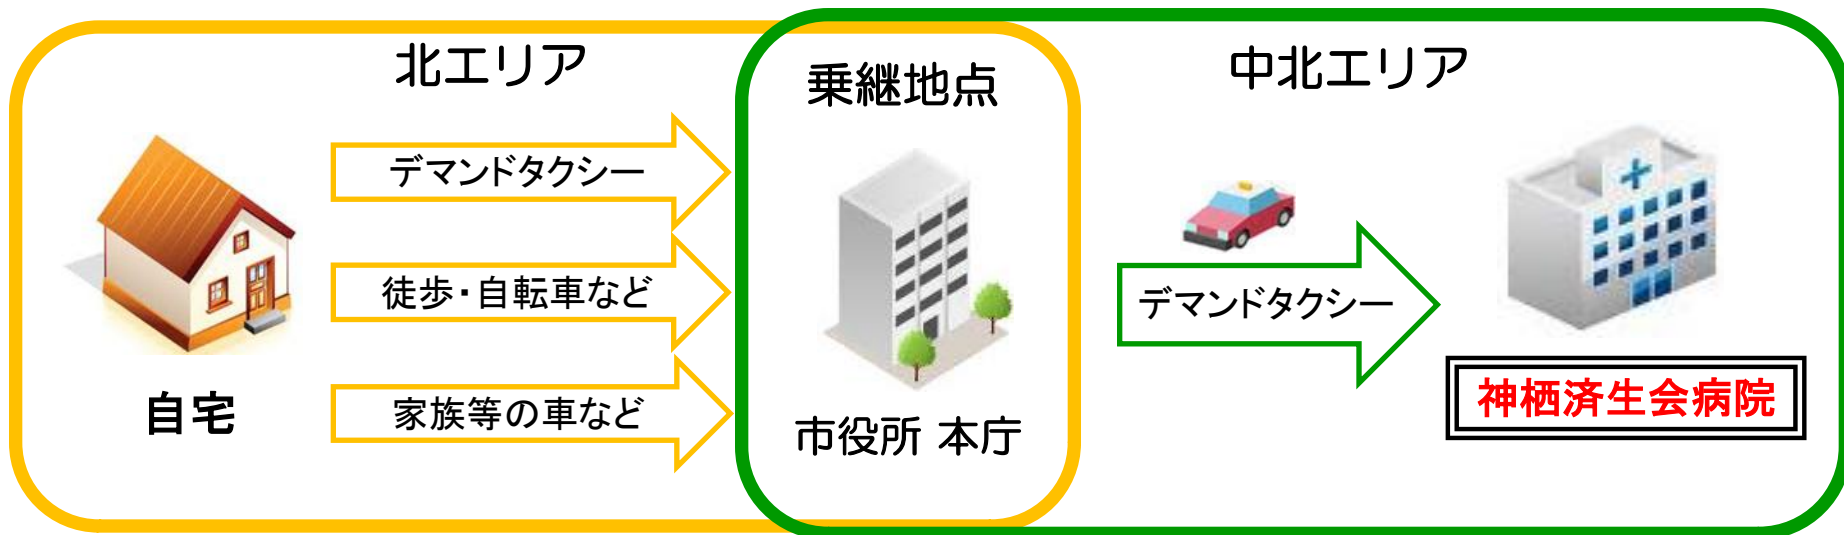 北エリア
乗継地点
中北エリア
デマンドタクシー
徒歩・自転車など
家族等の車など
デマンドタクシー
自宅
市役所 本庁
神栖済生会病院